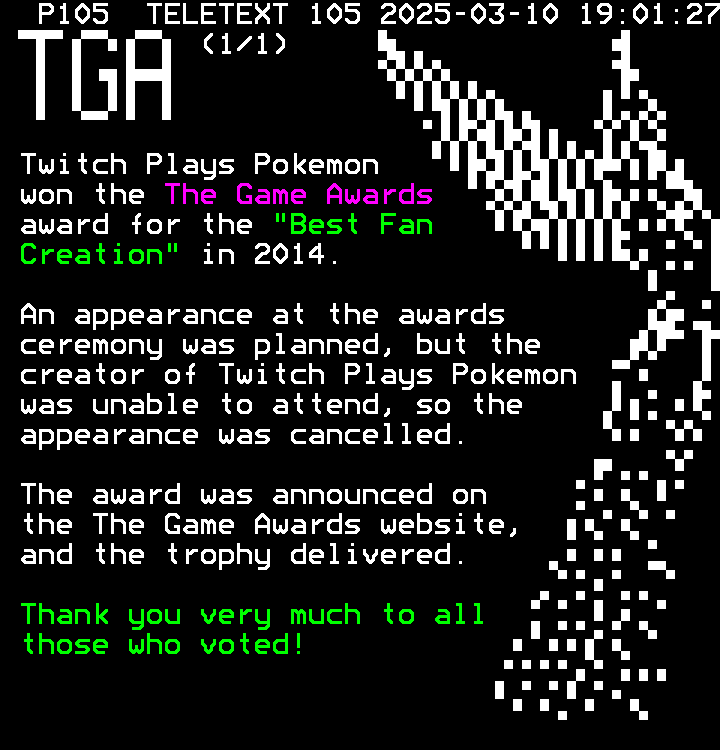 P105 TELETEXT 105 2025-03-10 19:01:27
TGA (1/1)
Twitch Plays Pokemon
won the The Game Awards
award for the "Best Fan
Creation" in 2014.
An appearance at the awards
ceremony was planned, but the
creator of Twitch Plays Pokemon
was unable to attend, so the
appearance was cancelled.
The award was announced on
the The Game Awards website,
and the trophy delivered.
Thank you very much to all
those who voted!